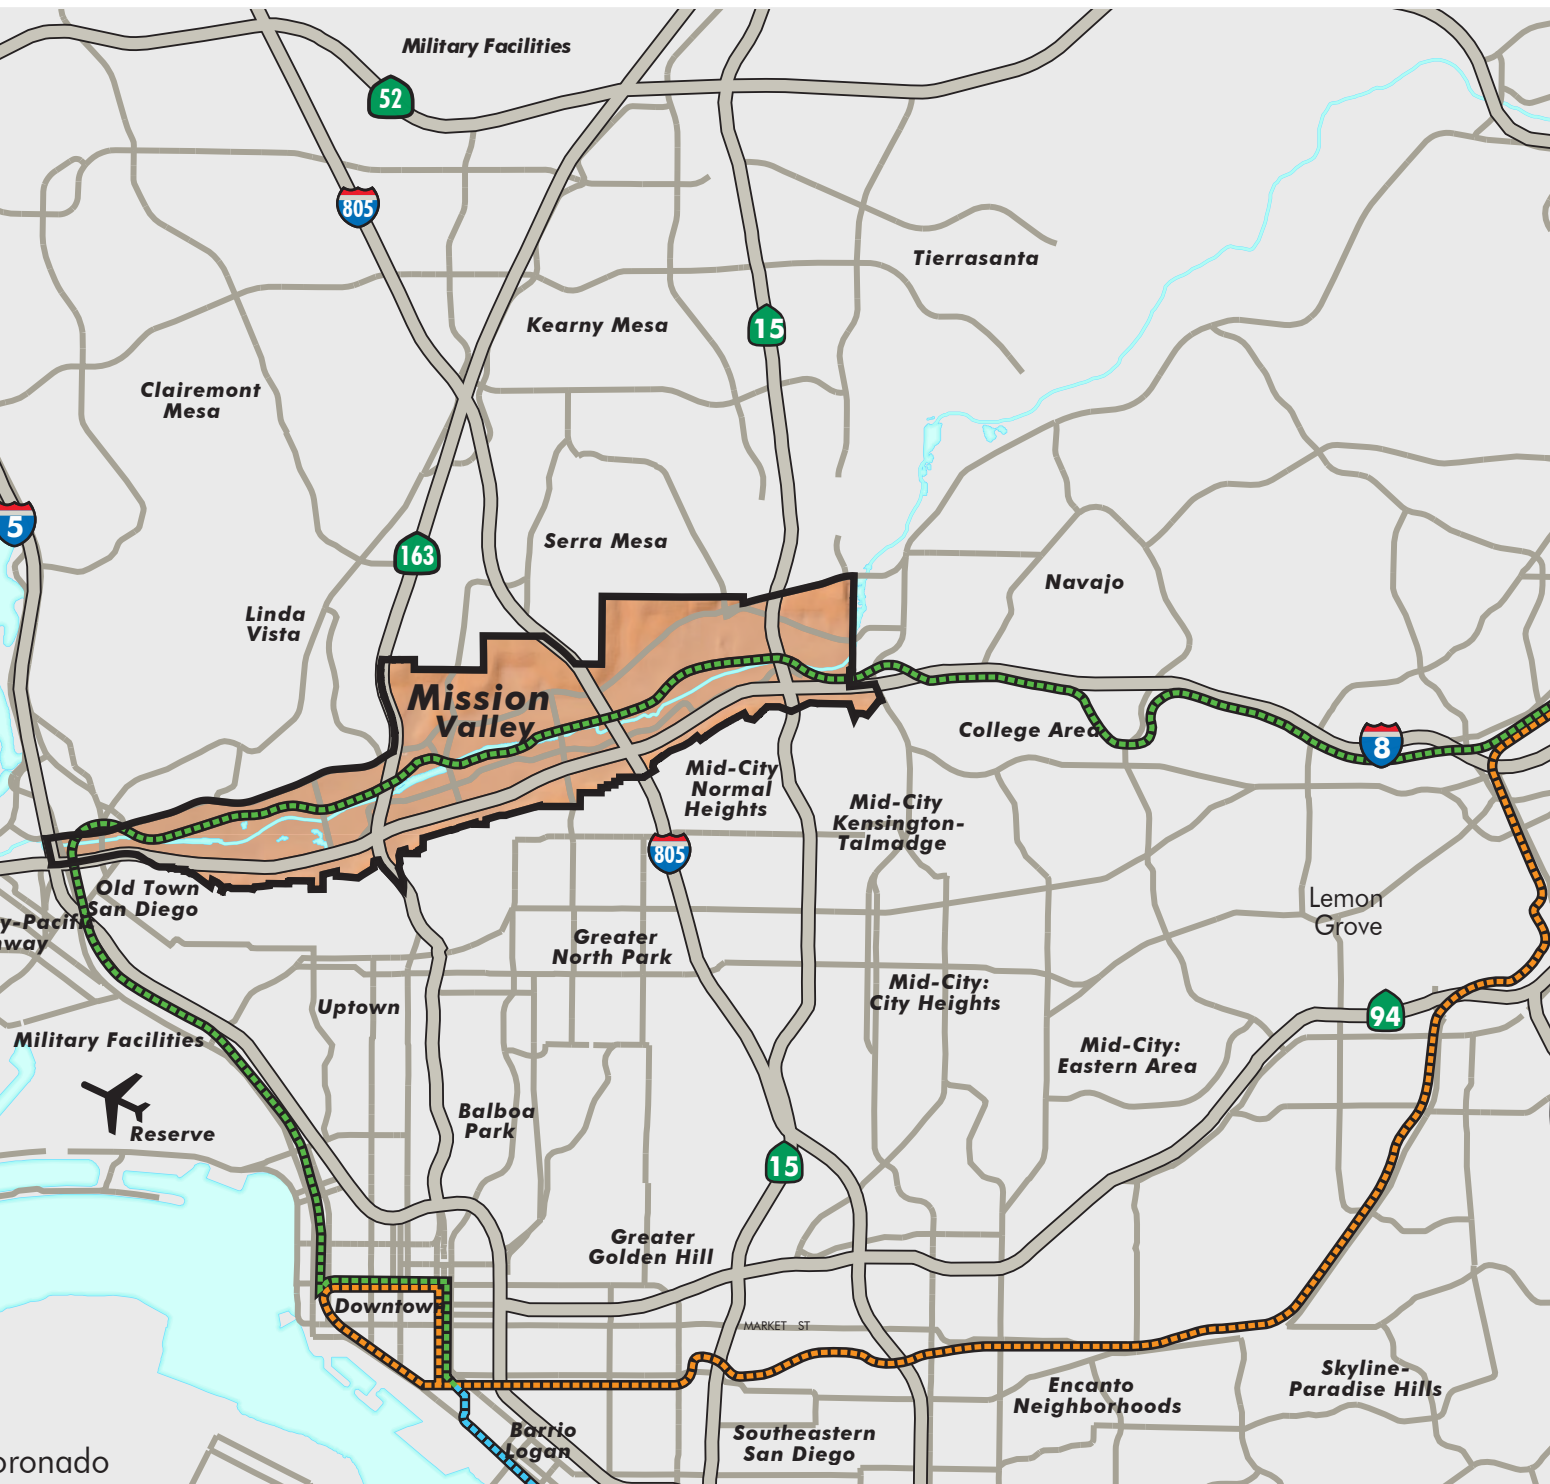 Military Facilities
52
805
Tierrasanta
Kearny Mesa
15
Clairemont
Mesa
5
163
Serra Mesa
Navajo
Linda
Vista
Mission
Valley
College Area
8
Mid-City
Normal
Heights
Mid-City
Kensington-
Talmadge
805
Old Town
San Diego
y-Pacific
way
Lemon
Grove
Greater
North Park
Mid-City:
City Heights
Uptown
94
Military Facilities
Mid-City:
Eastern Area
Reserve
Balboa
Park
15
Greater
Golden Hill
Downtown
MARKET ST
Skyline-
Paradise Hills
Encanto
Neighborhoods
Barrio
Logan
Southeastern
San Diego
oronado